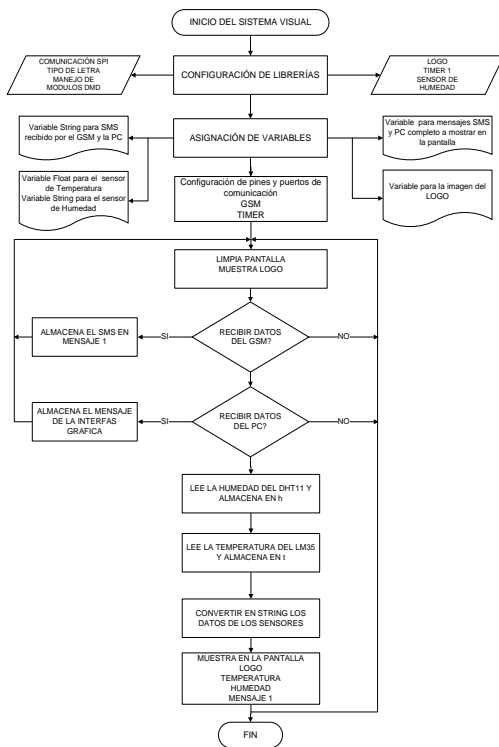 INICIO DEL SISTEMA VISUAL
COMUNICACIÓN SPI
TIPO DE LETRA
MANEJO DE
MODULOS DMD
CONFIGURACIÓN DE LIBRERÍAS
LOGO
TIMER 1
SENSOR DE
HUMEDAD
Variable String para SMS
recibido por el GSM y la PC
ASIGNACIÓN DE VARIABLES
Variable para mensajes SMS
y PC completo a mostrar en
la pantalla
Variable Float para el sensor
de Temperatura
Variable String para el sensor
de Humedad
Configuración de pines y puertos de
comunicación
GSM
TIMER
Variable para la imagen del
LOGO
LIMPIA PANTALLA
MUESTRA LOGO
ALMACENA EL SMS EN
MENSAJE 1
SI
RECIBIR DATOS
DEL GSM?
NO
ALMACENA EL MENSAJE
DE LA INTERFAS
GRAFICA
SI
RECIBIR DATOS
DEL PC?
NO
LEE LA HUMEDAD DEL DHT11 Y
ALMACENA EN h
LEE LA TEMPERATURA DEL LM35
Y ALMACENA EN t
CONVERTIR EN STRING LOS
DATOS DE LOS SENSORES
MUESTRA EN LA PANTALLA
LOGO
TEMPERATURA
HUMEDAD
MENSAJE 1
FIN